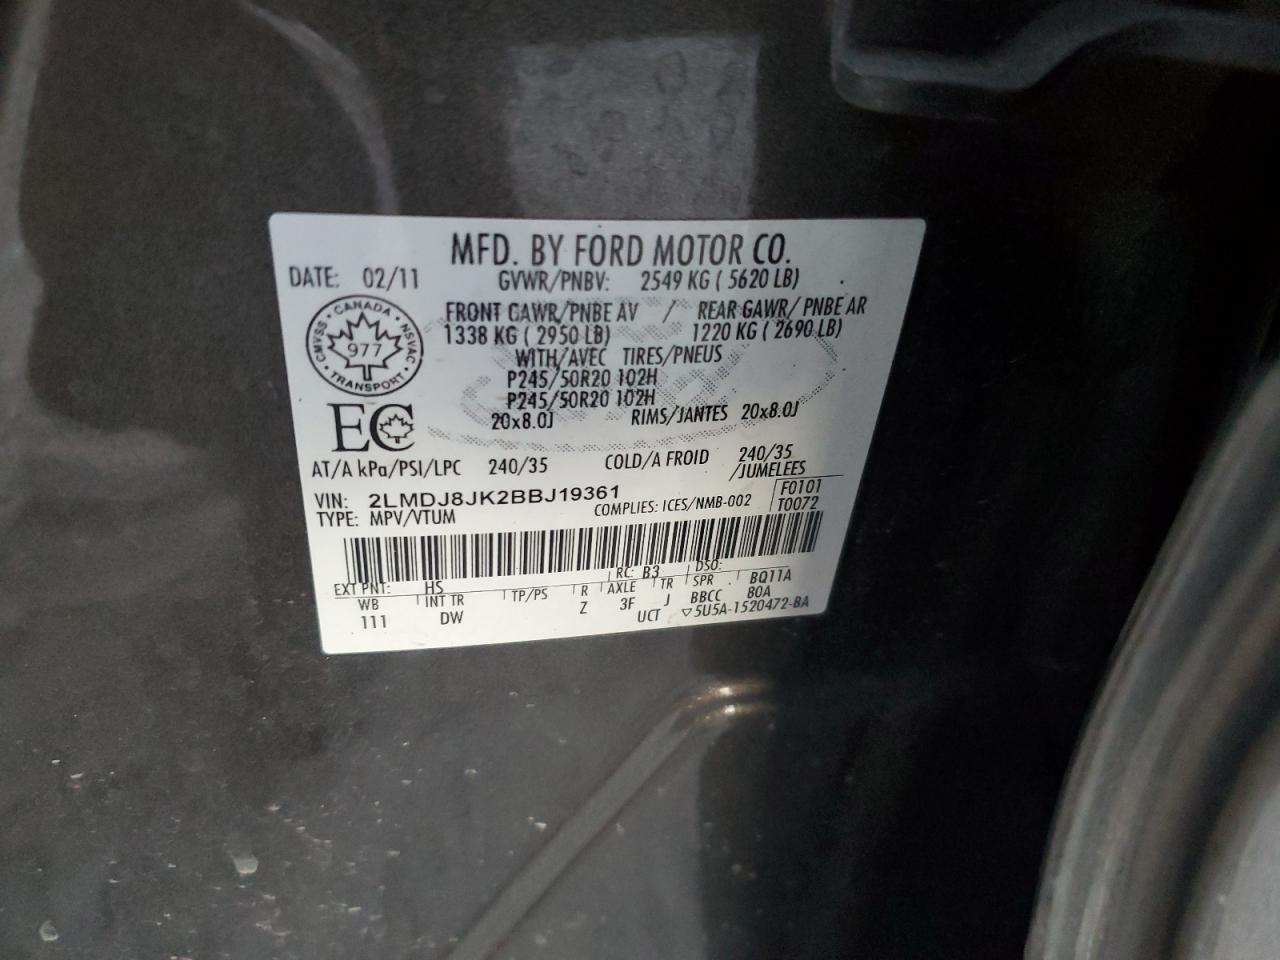 MFD. BY FORD MOTOR CO.
DATE: 02/11 GVWR/PNBV: 2549 KG ( 5620 LB)
FRONT GAWR/PNBE AV / REAR GAWR/ PNBE AR
1338 KG ( 2950 LB) 1220 KG ( 2690 LB)
WITH/AVEC TIRES/PNEUS
P245/50R20 102H
P245/50R20 102H
20x8.0J RIMS/JANTES 20x8.0J
CANADA
CMVSS 977 NSVAC
TRANSPORT
EC
AT/A kPa/PSI/LPC 240/35 COLD/A FROID 240/35
/JUMELEES
VIN: 2LMDJ8JK2BBJ19361 F0101
TYPE: MPV/VTUM COMPLIES: ICES/NMB-002 T0072
EXT PNT: HS RC: B3 DSO:
WB INT TR TP/PS R AXLE TR SPR BQ11A
111 DW Z 3F J BBCC 80A
UCT ▽5U5A-1520472-BA